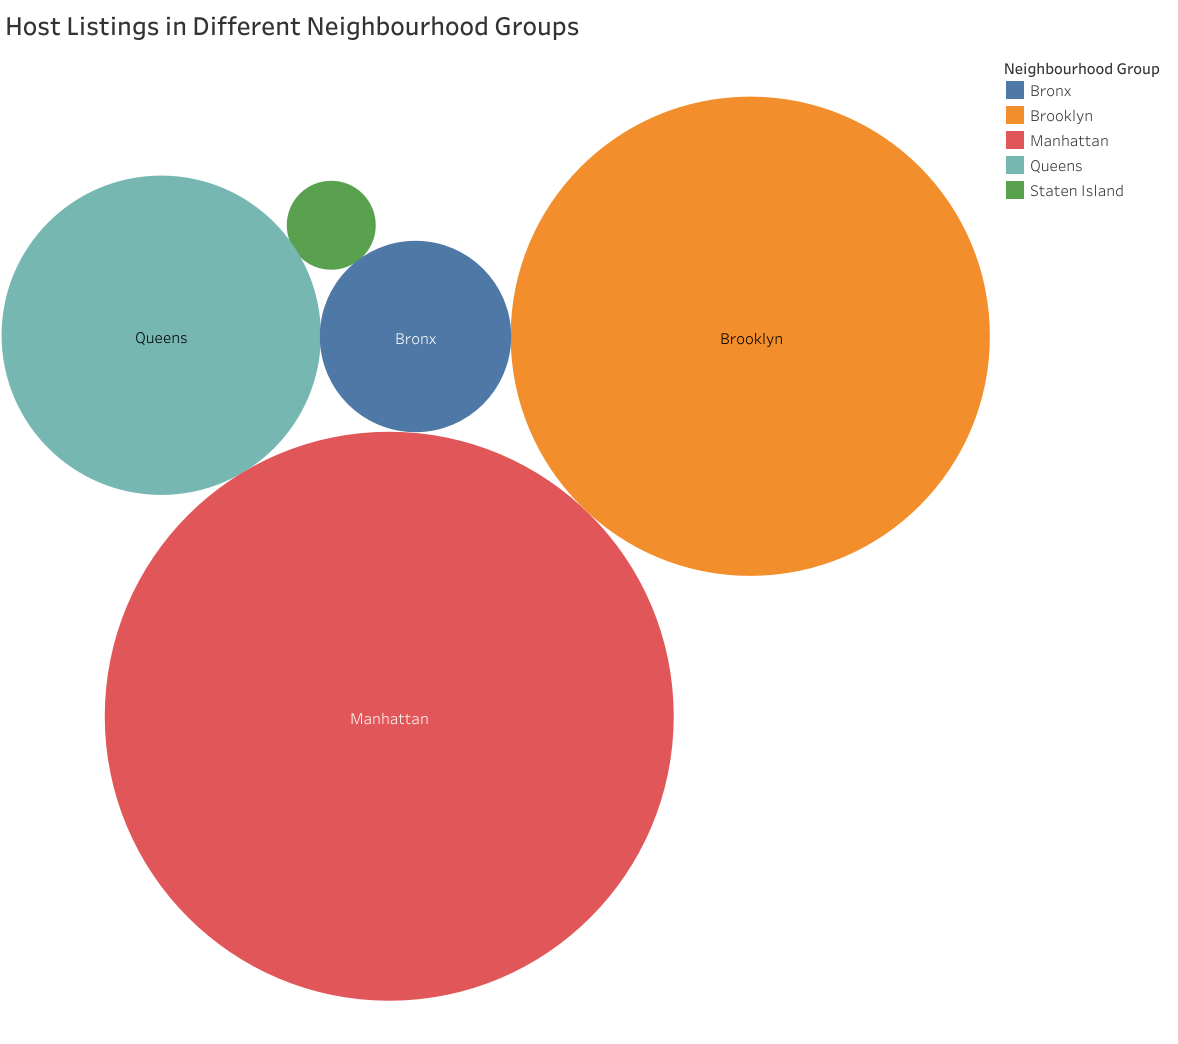 Host Listings in Different Neighbourhood Groups
Neighbourhood Group
Bronx
Brooklyn
Manhattan
Queens
Staten Island
Queens
Bronx
Brooklyn
Manhattan